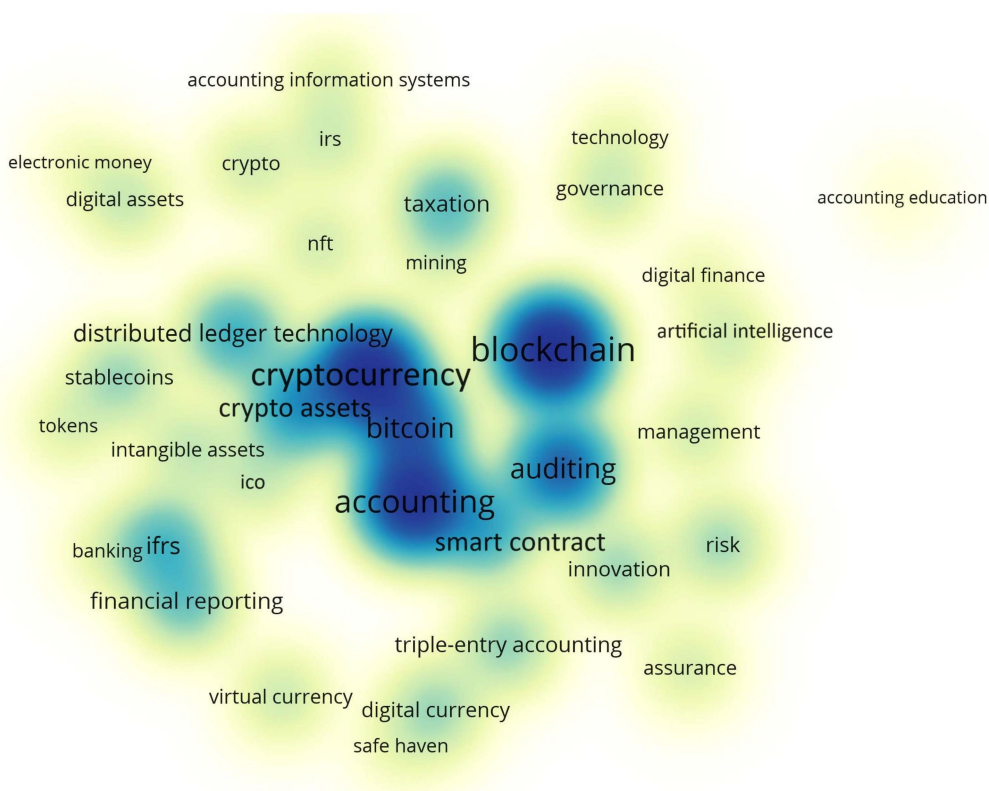 accounting information systems
technology
irs
electronic money
crypto
digital assets
governance
accounting education
taxation
nft
mining
digital finance
distributed ledger technology
artificial intelligence
blockchain
stablecoins
cryptocurrency
crypto assets
tokens
bitcoin
management
intangible assets
auditing
ico
accounting
smart contract
banking
ifrs
risk
innovation
financial reporting
triple-entry accounting
assurance
virtual currency
digital currency
safe haven